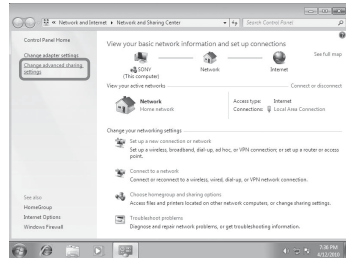 « Network and Internet ▸ Network and Sharing Center
Search Control Panel
Control Panel Home
Change adapter settings
Change advanced sharing
settings
View your basic network information and set up connections
SONY
(This computer)
Network
Internet
See full map
View your active networks
Connect or disconnect
Network
Home network
Access type: Internet
Connections: Local Area Connection
Change your networking settings
Set up a new connection or network
Set up a wireless, broadband, dial-up, ad hoc, or VPN connection; or set up a router or access
point.
Connect to a network
Connect or reconnect to a wireless, wired, dial-up, or VPN network connection.
Choose homegroup and sharing options
Access files and printers located on other network computers, or change sharing settings.
Troubleshoot problems
Diagnose and repair network problems, or get troubleshooting information.
See also
HomeGroup
Internet Options
Windows Firewall
7:36 PM
4/12/2010